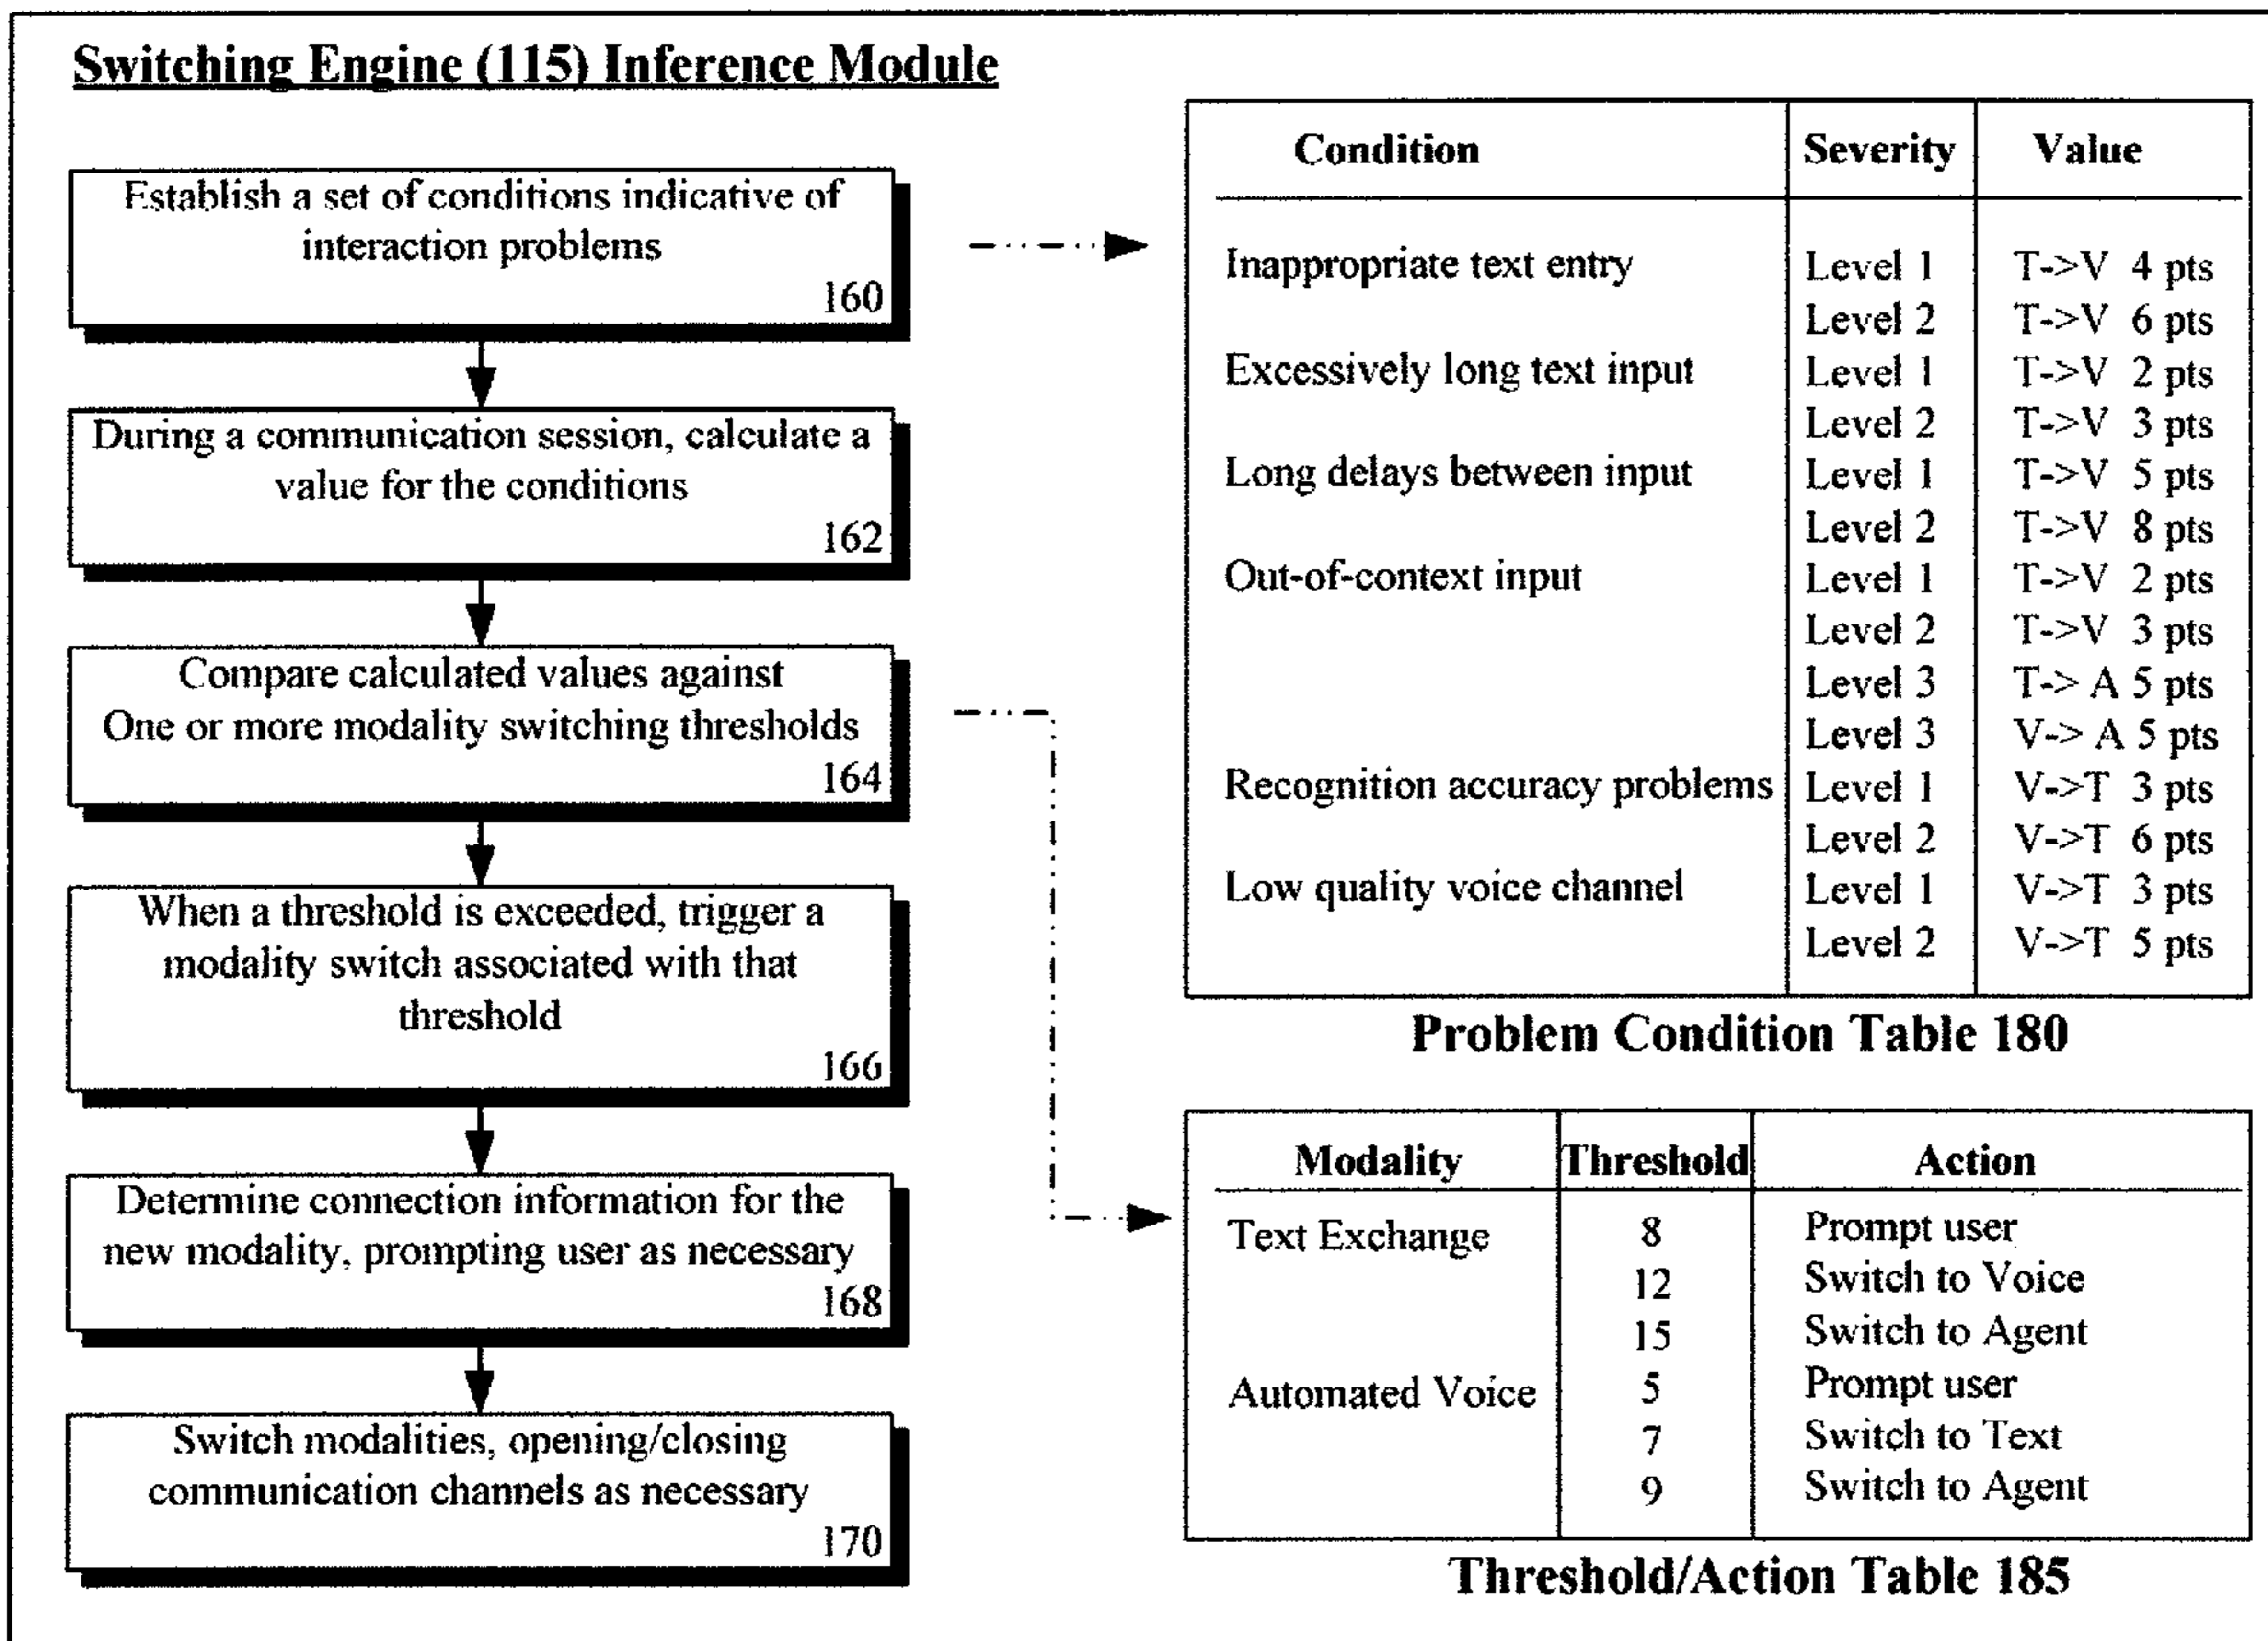 Switching Engine (115) Inference Module
Establish a set of conditions indicative of
interaction problems
160
During a communication session, calculate a
value for the conditions
162
Compare calculated values against
One or more modality switching thresholds
164
When a threshold is exceeded, trigger a
modality switch associated with that
threshold
166
Determine connection information for the
new modality, prompting user as necessary
168
Switch modalities, opening/closing
communication channels as necessary
170
Condition Severity Value
Inappropriate text entry Level 1 T->V 4 pts
Level 2 T->V 6 pts
Excessively long text input Level 1 T->V 2 pts
Level 2 T->V 3 pts
Long delays between input Level 1 T->V 5 pts
Level 2 T->V 8 pts
Out-of-context input Level 1 T->V 2 pts
Level 2 T->V 3 pts
Level 3 T-> A 5 pts
Level 3 V-> A 5 pts
Recognition accuracy problems Level 1 V->T 3 pts
Level 2 V->T 6 pts
Low quality voice channel Level 1 V->T 3 pts
Level 2 V->T 5 pts
Problem Condition Table 180
Modality Threshold Action
Text Exchange 8 Prompt user
12 Switch to Voice
15 Switch to Agent
Automated Voice 5 Prompt user
7 Switch to Text
9 Switch to Agent
Threshold/Action Table 185